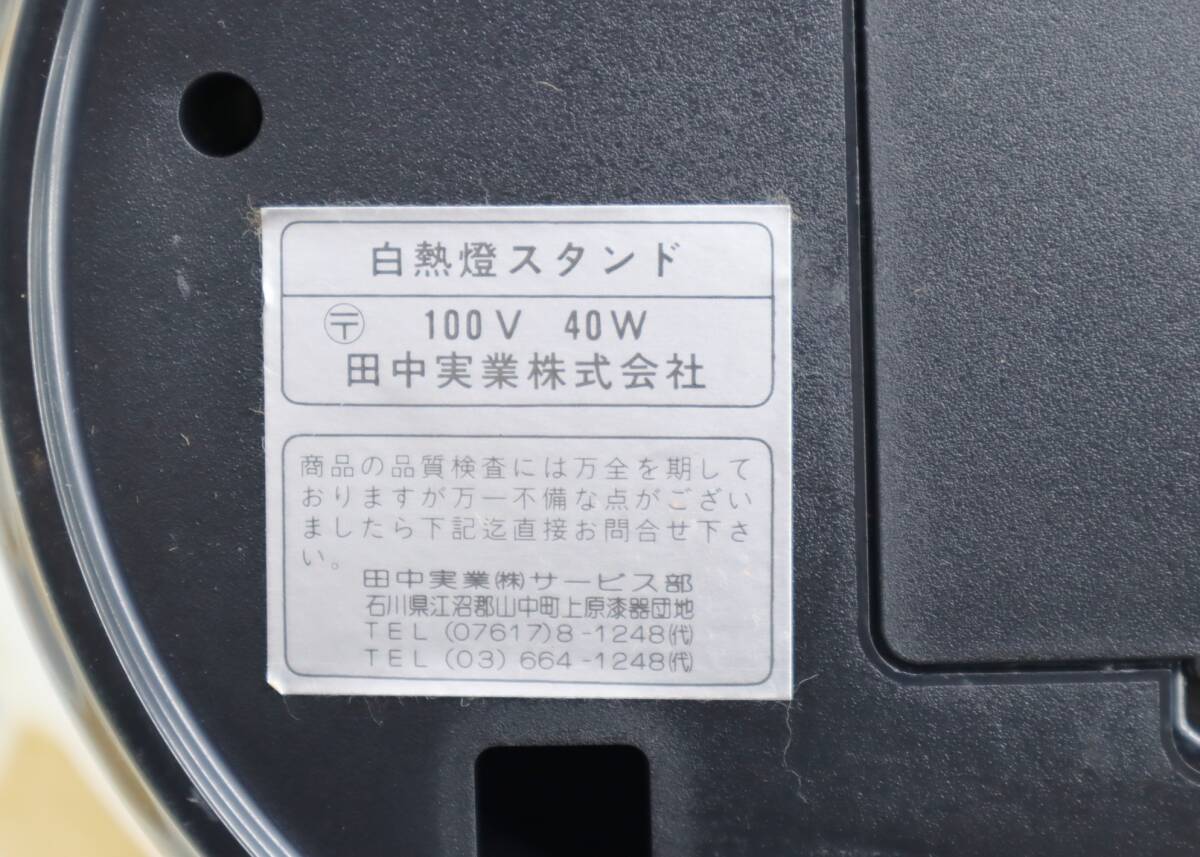 白熱燈スタンド
〶 100V 40W
田中実業株式会社
商品の品質検査には万全を期して
おりますが万一不備な点がござい
ましたら下記迄直接お問合せ下さ
い。
田中実業㈱サービス部
石川県江沼郡山中町上原漆器団地
TEL (07617)8-1248㈹
TEL (03) 664-1248㈹